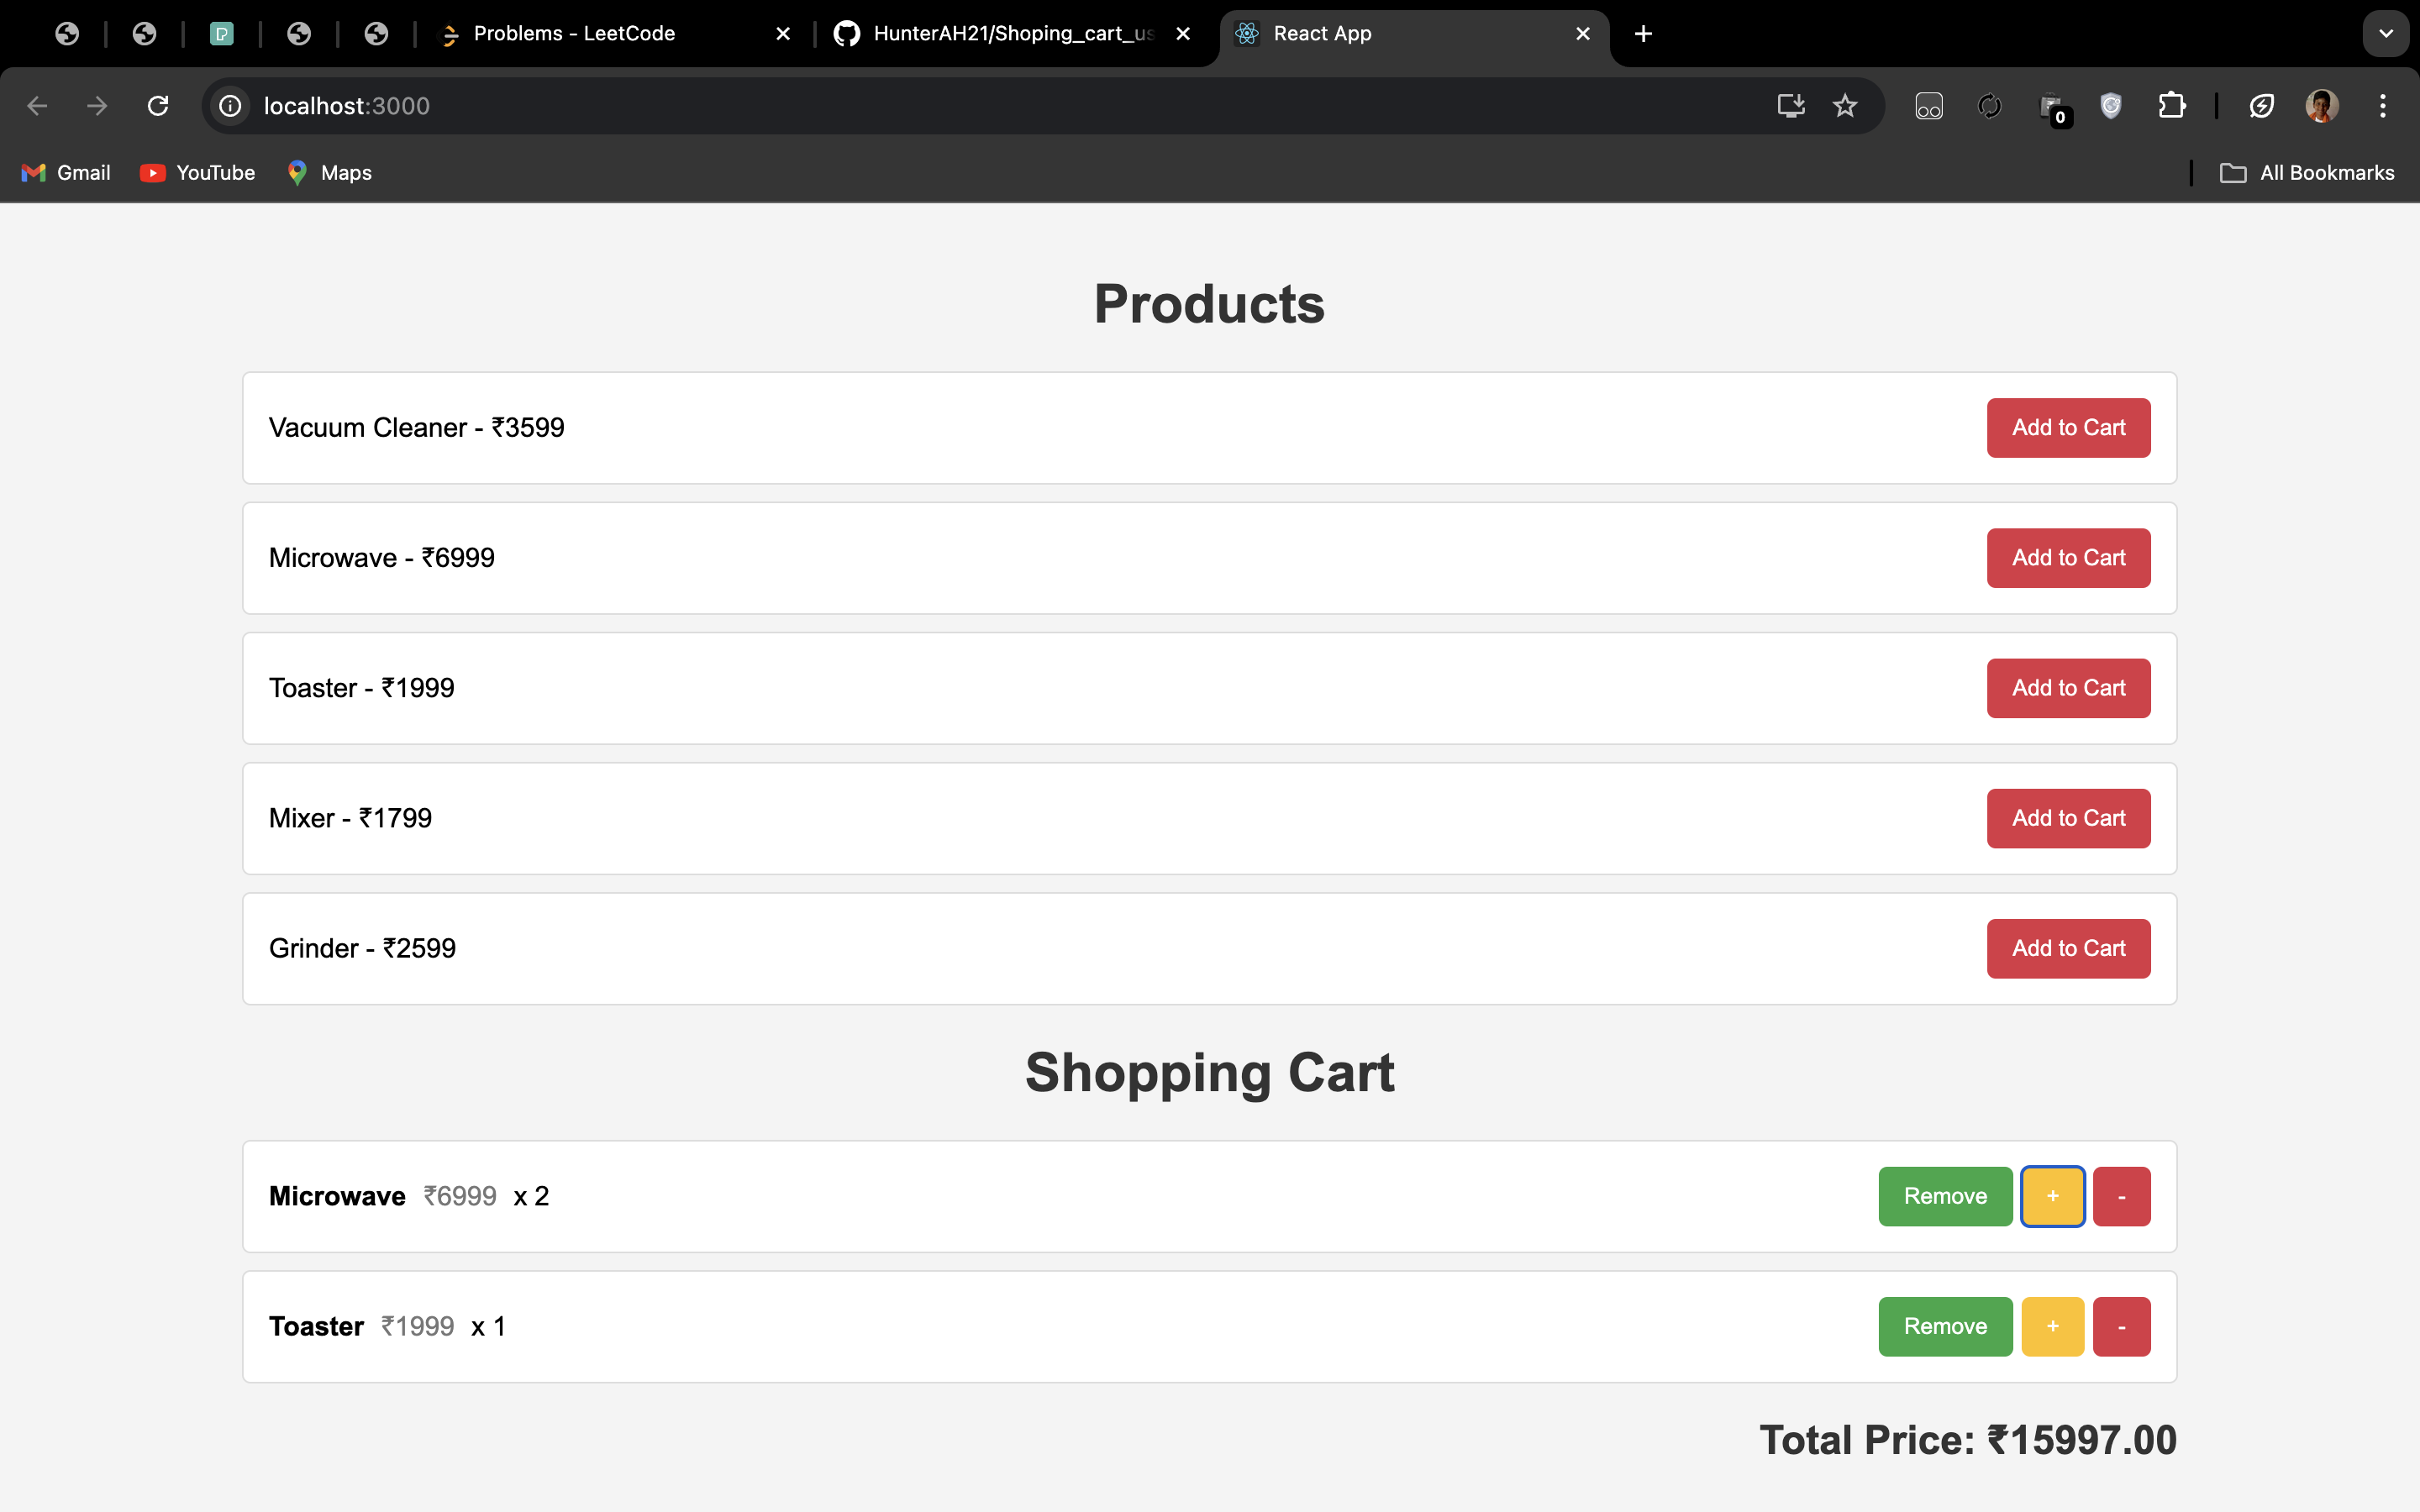 Problems - LeetCode
HunterAH21/Shoping_cart_us
React App
localhost:3000
0
Gmail
YouTube
Maps
All Bookmarks
Products
Vacuum Cleaner - ₹3599
Add to Cart
Microwave - ₹6999
Add to Cart
Toaster - ₹1999
Add to Cart
Mixer - ₹1799
Add to Cart
Grinder - ₹2599
Add to Cart
Shopping Cart
Microwave ₹6999 x 2
Remove + -
Toaster ₹1999 x 1
Remove + -
Total Price: ₹15997.00